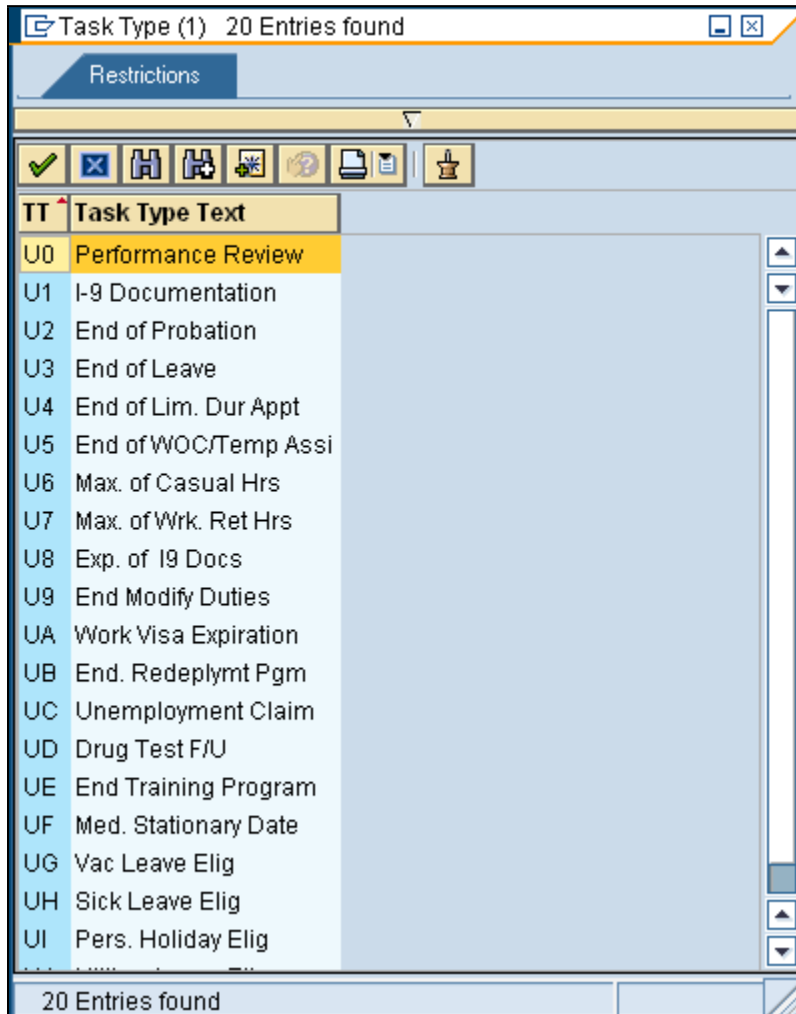 Task Type (1) 20 Entries found
Restrictions
TT Task Type Text
U0 Performance Review
U1 I-9 Documentation
U2 End of Probation
U3 End of Leave
U4 End of Lim. Dur Appt
U5 End of WOC/Temp Assi
U6 Max. of Casual Hrs
U7 Max. of Wrk. Ret Hrs
U8 Exp. of I9 Docs
U9 End Modify Duties
UA Work Visa Expiration
UB End. Redeplymt Pgm
UC Unemployment Claim
UD Drug Test F/U
UE End Training Program
UF Med. Stationary Date
UG Vac Leave Elig
UH Sick Leave Elig
UI Pers. Holiday Elig
20 Entries found